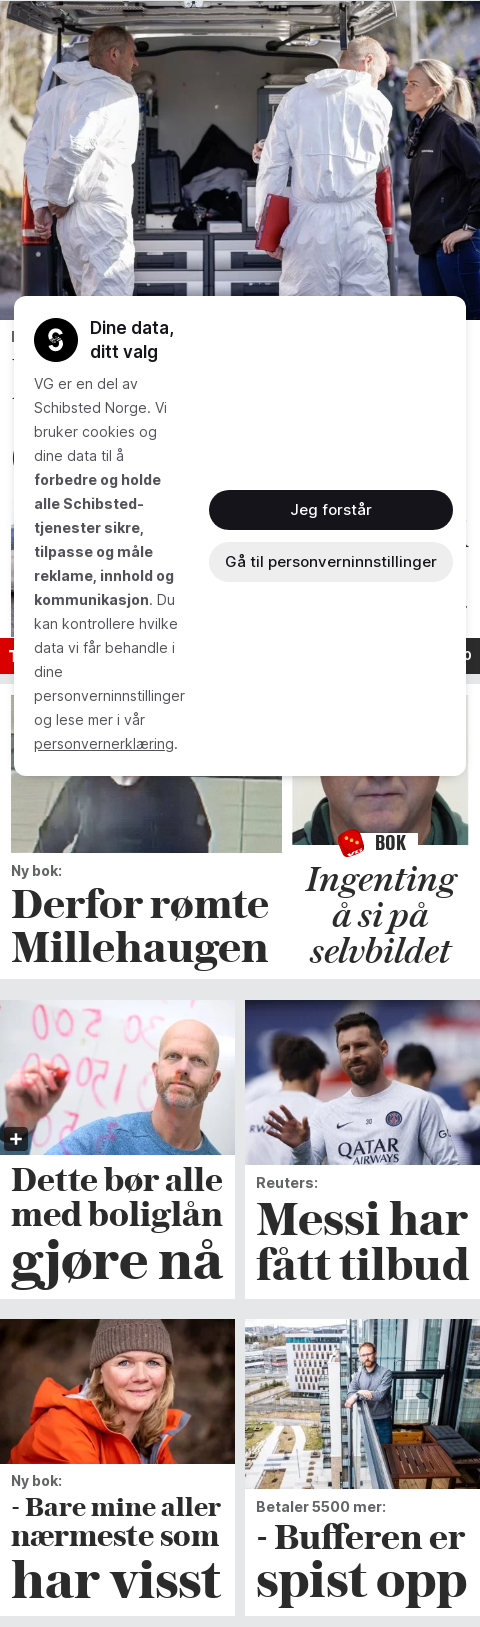 Dine data,
ditt valg
VG er en del av
Schibsted Norge. Vi
bruker cookies og
dine data til å
forbedre og holde
alle Schibsted-
tjenester sikre,
tilpasse og måle
reklame, innhold og
kommunikasjon. Du
kan kontrollere hvilke
data vi får behandle i
dine
personverninnstillinger
og lese mer i vår
personvernerklæring.
Jeg forstår
Gå til personverninnstillinger
Ny bok:
Derfor rømte
Millehaugen
BOK
Ingenting
å si på
selvbildet
500
Dette bør alle
med boliglån
gjøre nå
QATAR
AIRWAYS
Reuters:
Messi har
fått tilbud
Ny bok:
- Bare mine aller
nærmeste som
har visst
Betaler 5500 mer:
- Bufferen er
spist opp